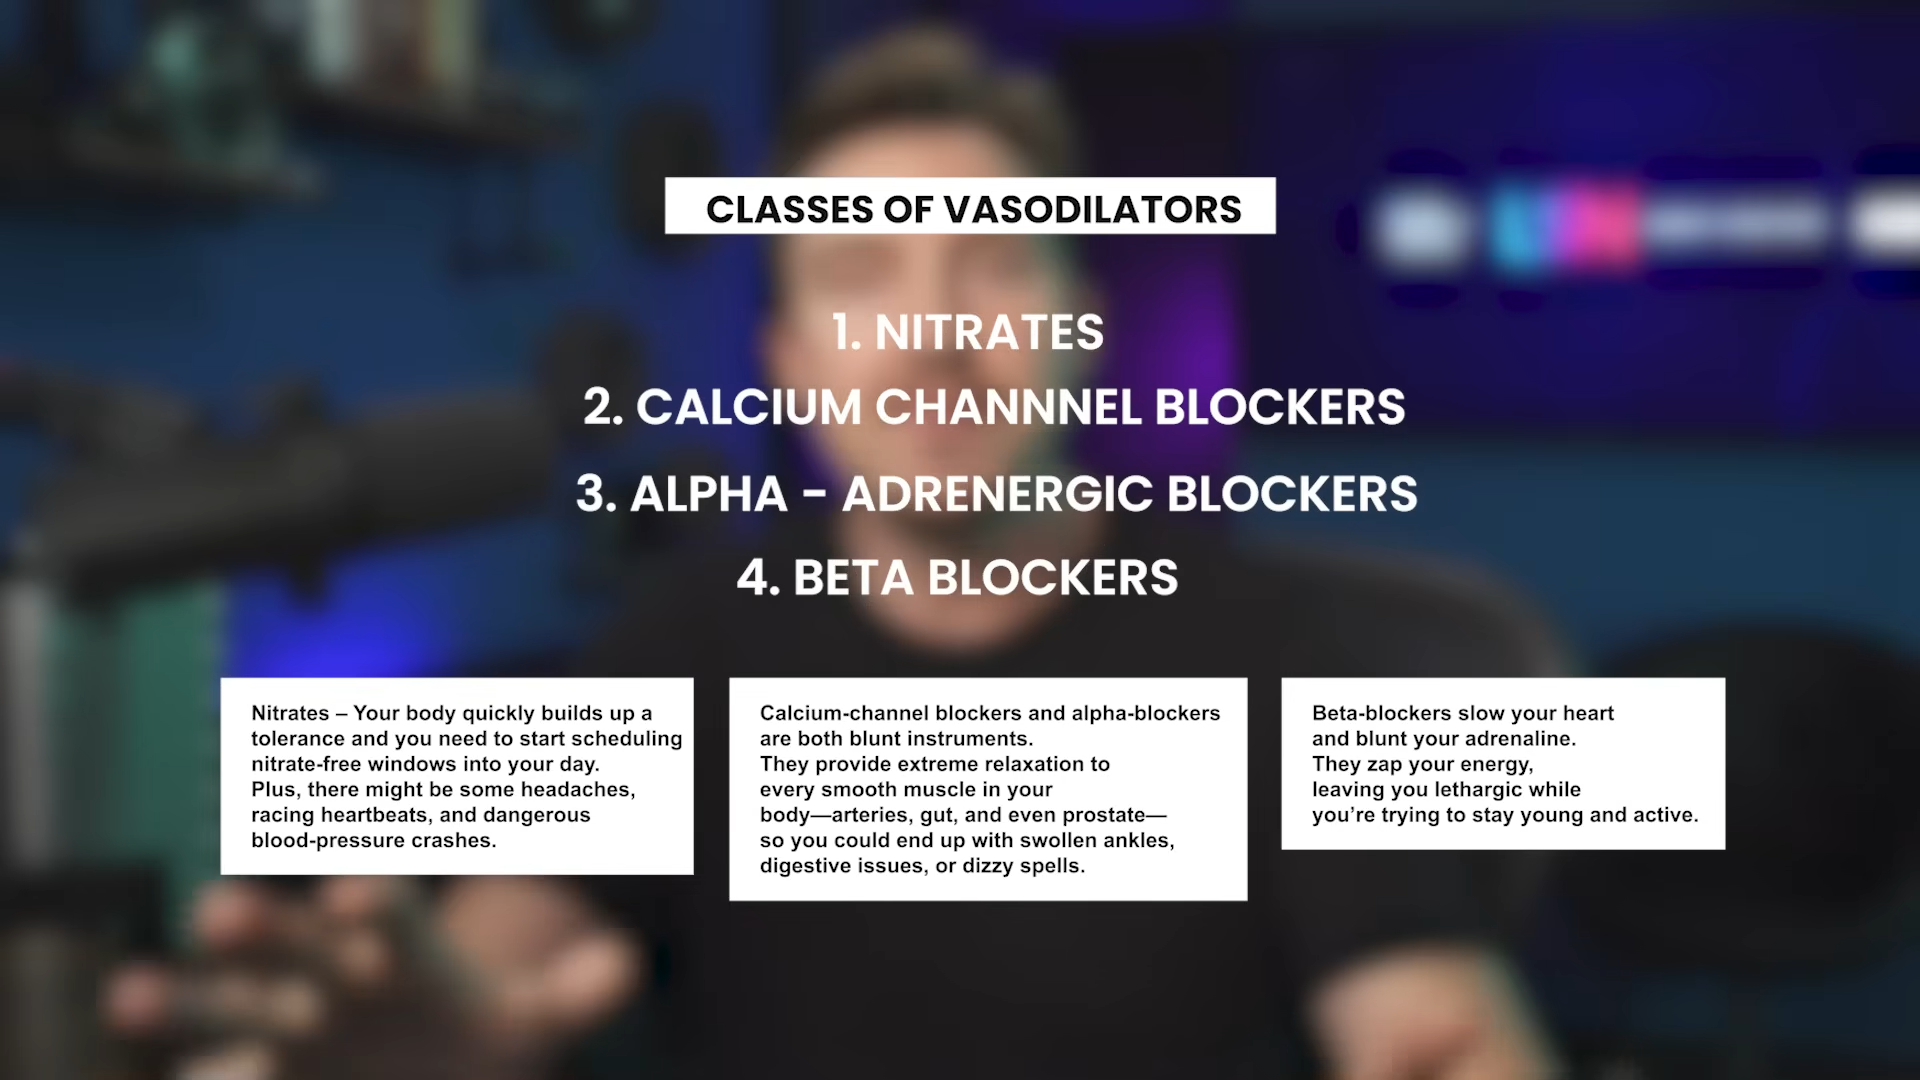 CLASSES OF VASODILATORS
1. NITRATES
2. CALCIUM CHANNNEL BLOCKERS
3. ALPHA - ADRENERGIC BLOCKERS
4. BETA BLOCKERS
Nitrates – Your body quickly builds up a
tolerance and you need to start scheduling
nitrate-free windows into your day.
Plus, there might be some headaches,
racing heartbeats, and dangerous
blood-pressure crashes.
Calcium-channel blockers and alpha-blockers
are both blunt instruments.
They provide extreme relaxation to
every smooth muscle in your
body—arteries, gut, and even prostate—
so you could end up with swollen ankles,
digestive issues, or dizzy spells.
Beta-blockers slow your heart
and blunt your adrenaline.
They zap your energy,
leaving you lethargic while
you’re trying to stay young and active.